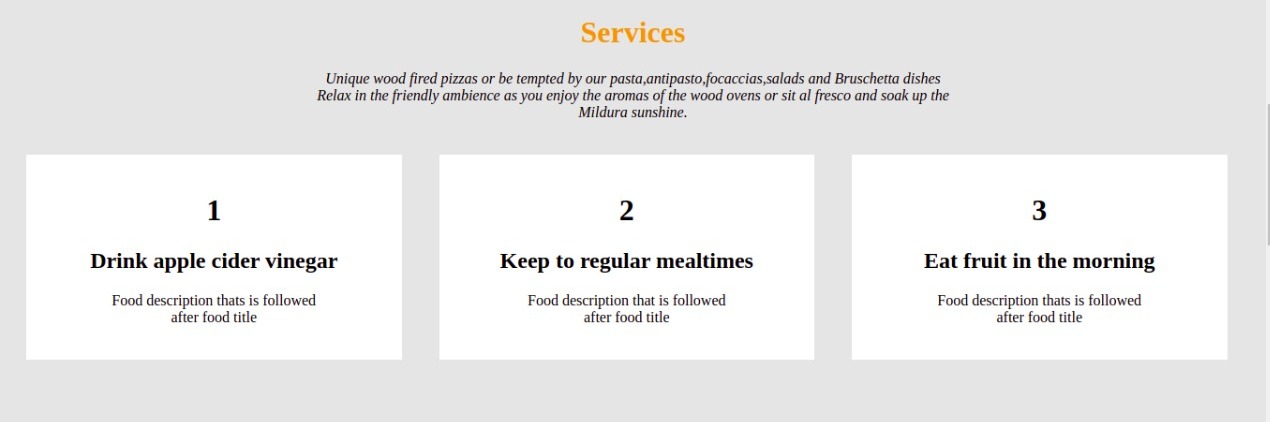 Services
Unique wood fired pizzas or be tempted by our pasta,antipasto,focaccias,salads and Bruschetta dishes
Relax in the friendly ambience as you enjoy the aromas of the wood ovens or sit al fresco and soak up the
Mildura sunshine.
1
Drink apple cider vinegar
Food description thats is followed
after food title
2
Keep to regular mealtimes
Food description that is followed
after food title
3
Eat fruit in the morning
Food description thats is followed
after food title